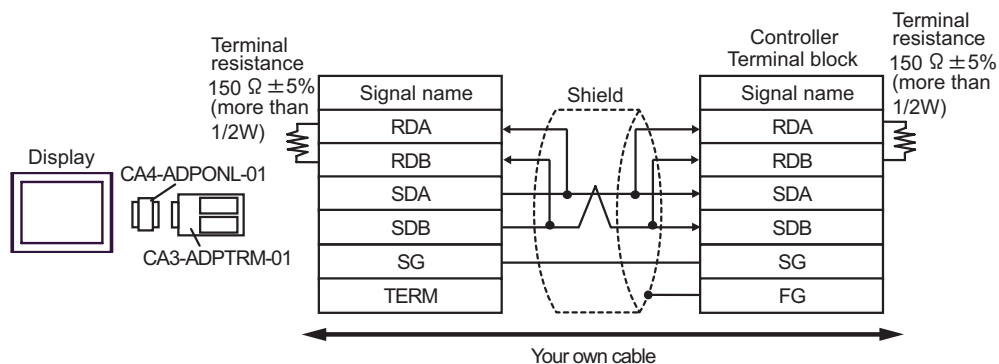 Terminal
resistance
150 Ω ±5%
(more than
1/2W)
Controller
Terminal block
Terminal
resistance
150 Ω ±5%
(more than
1/2W)
Signal name
Shield
Signal name
RDA
RDA
RDB
RDB
Display
CA4-ADPONL-01
SDA
SDA
SDB
SDB
CA3-ADPTRM-01
SG
SG
TERM
FG
Your own cable